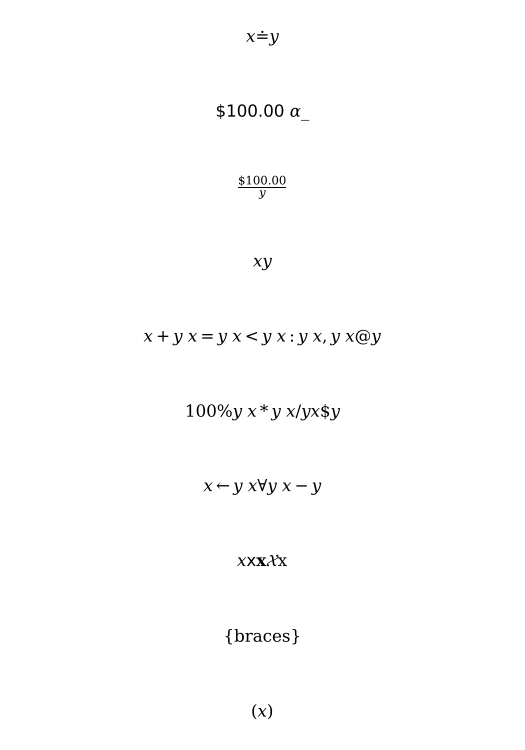 x≐y
$100.00 α_
$100.00
y
xy
x + y x = y x < y x : y x, y x@y
100%y x * y x/yx$y
x ← y x∀y x − y
xxx𝒳x
{braces}
(x)